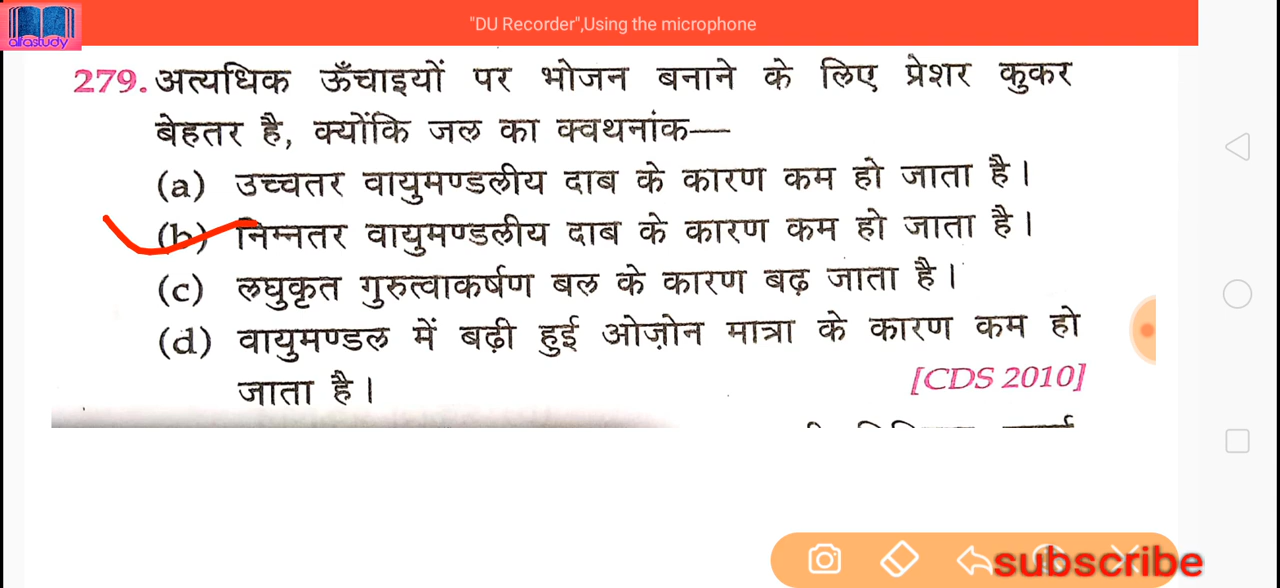 "DU Recorder",Using the microphone
alfastudy
279. अत्यधिक ऊँचाइयों पर भोजन बनाने के लिए प्रेशर कुकर
बेहतर है, क्योंकि जल का क्वथनांक—
(a) उच्चतर वायुमण्डलीय दाब के कारण कम हो जाता है।
(b) निम्नतर वायुमण्डलीय दाब के कारण कम हो जाता है।
(c) लघुकृत गुरुत्वाकर्षण बल के कारण बढ़ जाता है।
(d) वायुमण्डल में बढ़ी हुई ओज़ोन मात्रा के कारण कम हो
जाता है।
[CDS 2010]
subscribe